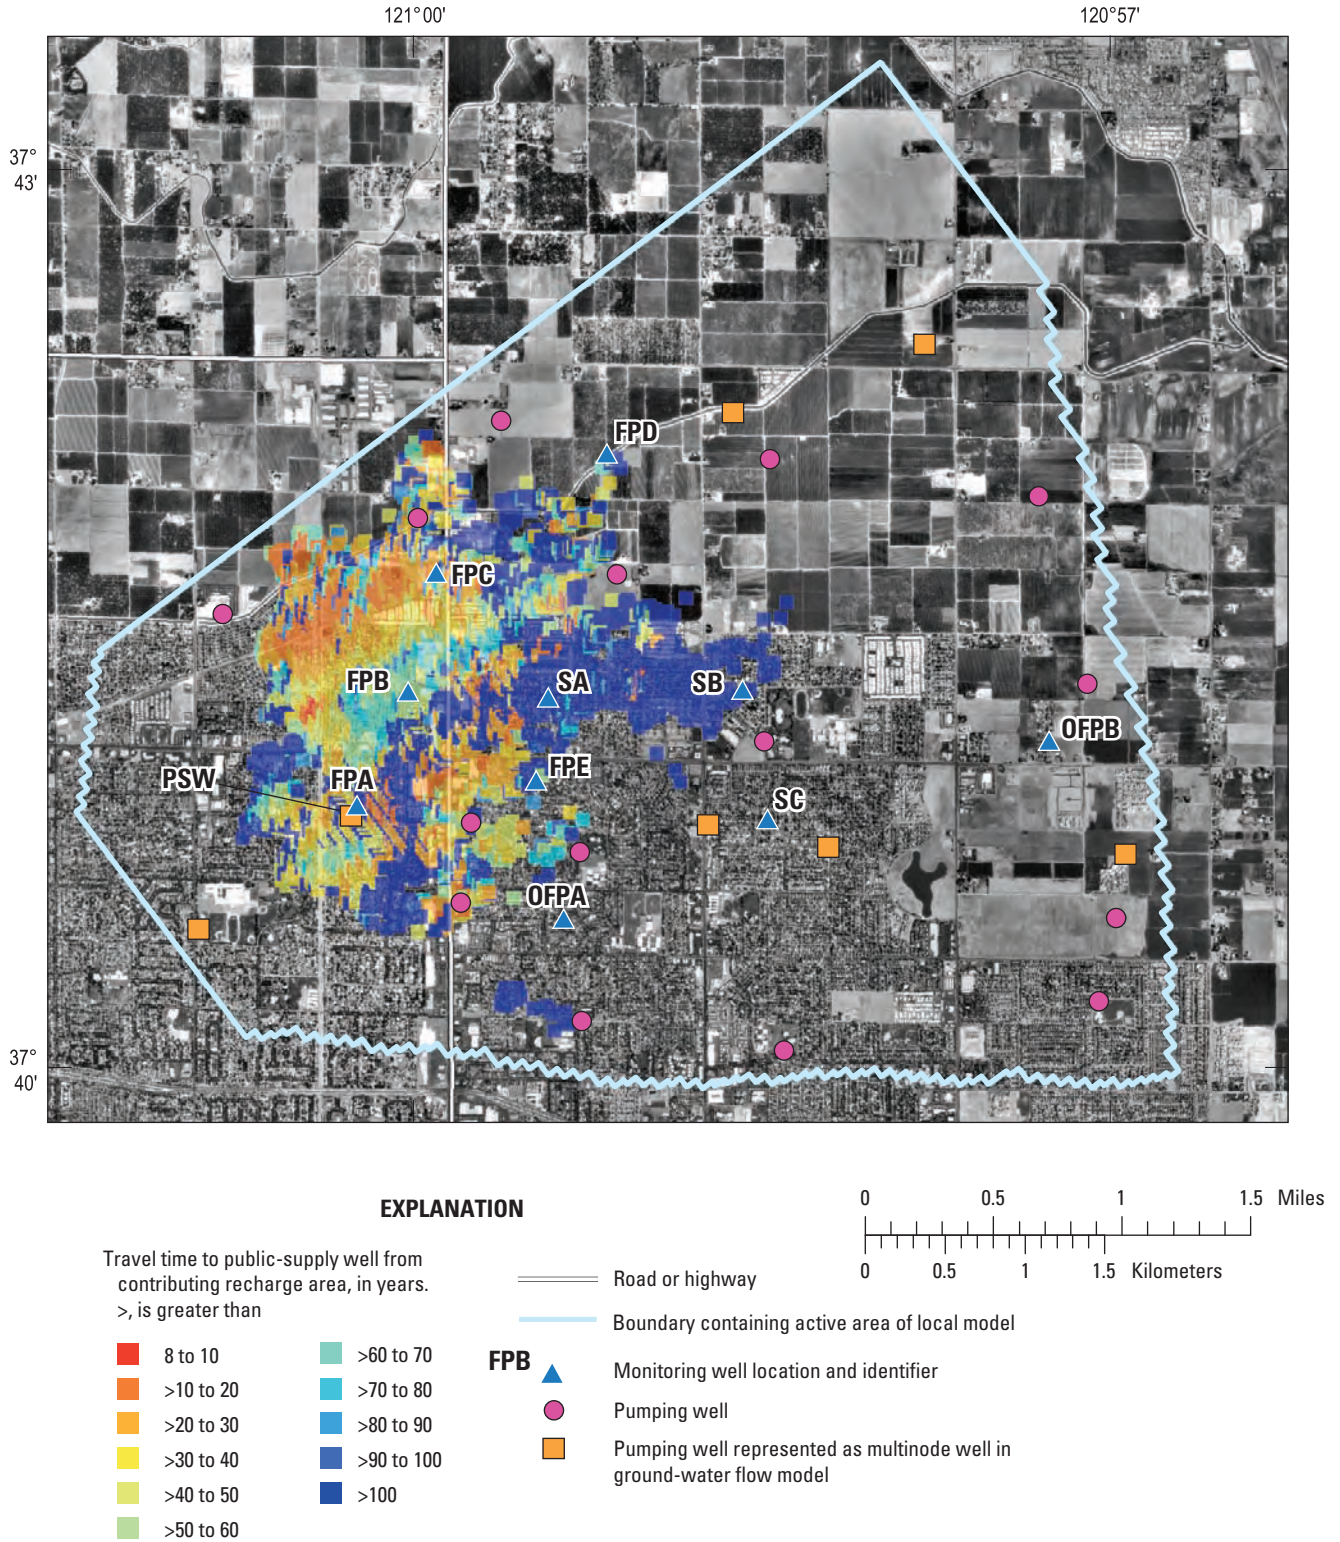 121°00'
120°57'
37°
43'
FPD
FPC
FPB
SA
SB
OFPB
FPE
PSW
FPA
SC
OFPA
37°
40'
EXPLANATION
0 0.5 1 1.5 Miles
0 0.5 1 1.5 Kilometers
Travel time to public-supply well from
contributing recharge area, in years.
>, is greater than
8 to 10
>10 to 20
>20 to 30
>30 to 40
>40 to 50
>50 to 60
>60 to 70
>70 to 80
>80 to 90
>90 to 100
>100
Road or highway
Boundary containing active area of local model
FPB Monitoring well location and identifier
Pumping well
Pumping well represented as multinode well in
ground-water flow model